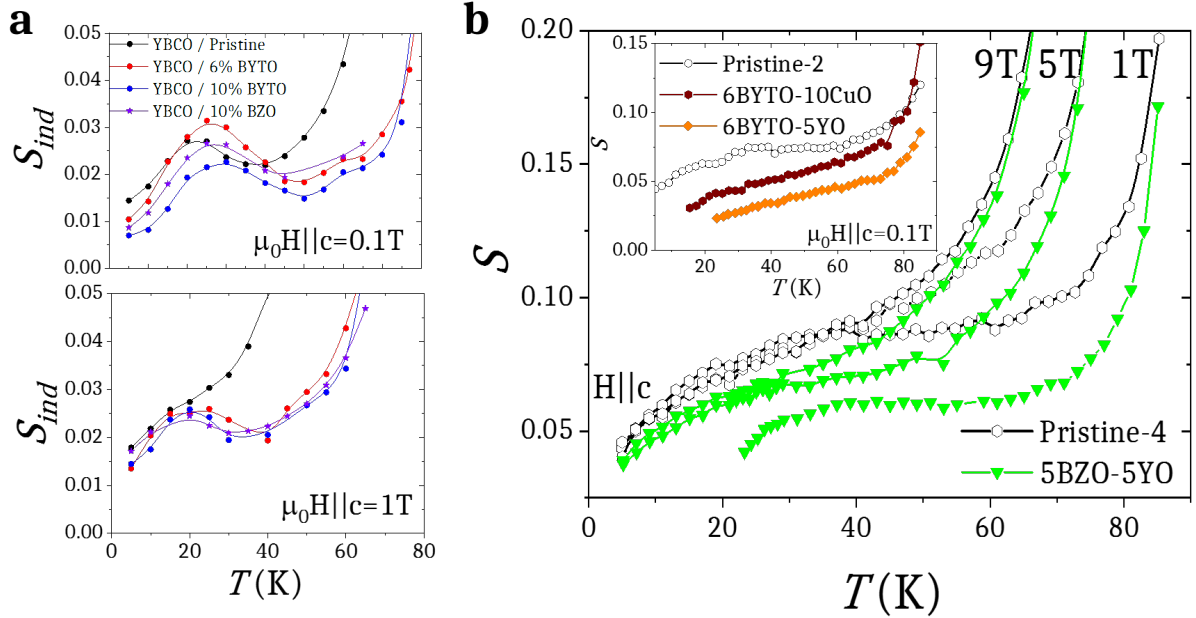 a
0.05
0.04
0.03
0.02
0.01
0.00
S_ind
YBCO / Pristine
YBCO / 6% BYTO
YBCO / 10% BYTO
YBCO / 10% BZO
μ₀H||c=0.1T
0.05
0.04
0.03
0.02
0.01
0.00
S_ind
μ₀H||c=1T
0 20 40 60 80
T (K)
b
0.20
0.15
0.10
0.05
S
9T 5T 1T
0.15
0.10
0.05
0.00
S
Pristine-2
6BYTO-10CuO
6BYTO-5YO
μ₀H||c=0.1T
20 40 60 80
T (K)
H||c
Pristine-4
5BZO-5YO
0 20 40 60 80
T (K)